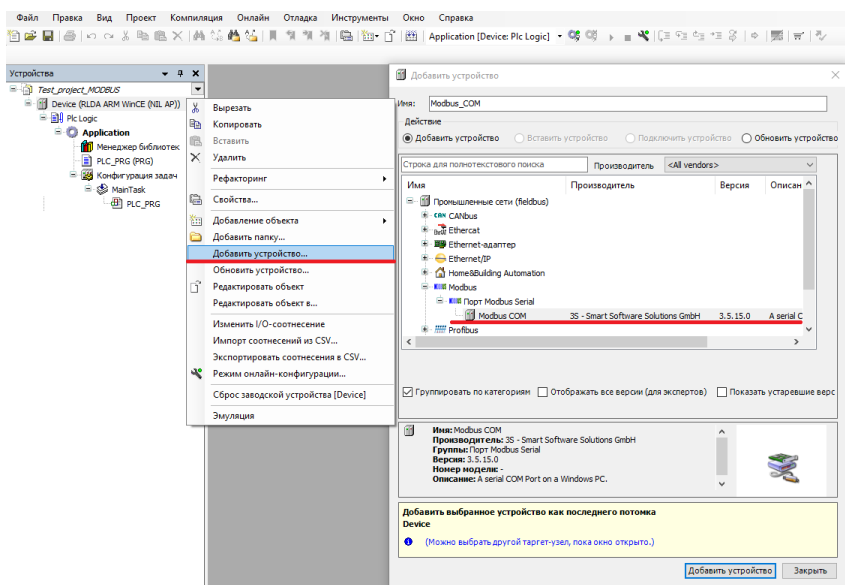 Файл Правка Вид Проект Компиляция Онлайн Отладка Инструменты Окно Справка
Application [Device: Plc Logic]
Устройства
Test_project_MODBUS
Device (RLDA ARM WinCE (NIL AP))
Plc Logic
Application
Менеджер библиотек
PLC_PRG (PRG)
Конфигурация задач
MainTask
PLC_PRG
Вырезать
Копировать
Вставить
Удалить
Рефакторинг
Свойства...
Добавление объекта
Добавить папку...
Добавить устройство...
Обновить устройство...
Редактировать объект
Редактировать объект в...
Изменить I/O-соотнесение
Импорт соотнесений из CSV...
Экспортировать соотнесения в CSV...
Режим онлайн-конфигурации...
Сброс заводской устройства [Device]
Эмуляция
Добавить устройство
Имя: Modbus_COM
Действие
Добавить устройство Вставить устройство Подключить устройство Обновить устройство
Строка для полнотекстового поиска Производитель <All vendors>
Имя Производитель Версия Описан
Промышленные сети (fieldbus)
CAN CANbus
Ethercat
Ethernet-адаптер
Ethernet/IP
Home&Building Automation
Modbus
Порт Modbus Serial
Modbus COM 3S - Smart Software Solutions GmbH 3.5.15.0 A serial C
Profibus
Группировать по категориям Отображать все версии (для экспертов) Показать устаревшие верс
Имя: Modbus COM
Производитель: 3S - Smart Software Solutions GmbH
Группы: Порт Modbus Serial
Версия: 3.5.15.0
Номер модели: -
Описание: A serial COM Port on a Windows PC.
Добавить выбранное устройство как последнего потомка
Device
(Можно выбрать другой таргет-узел, пока окно открыто.)
Добавить устройство Закрыть